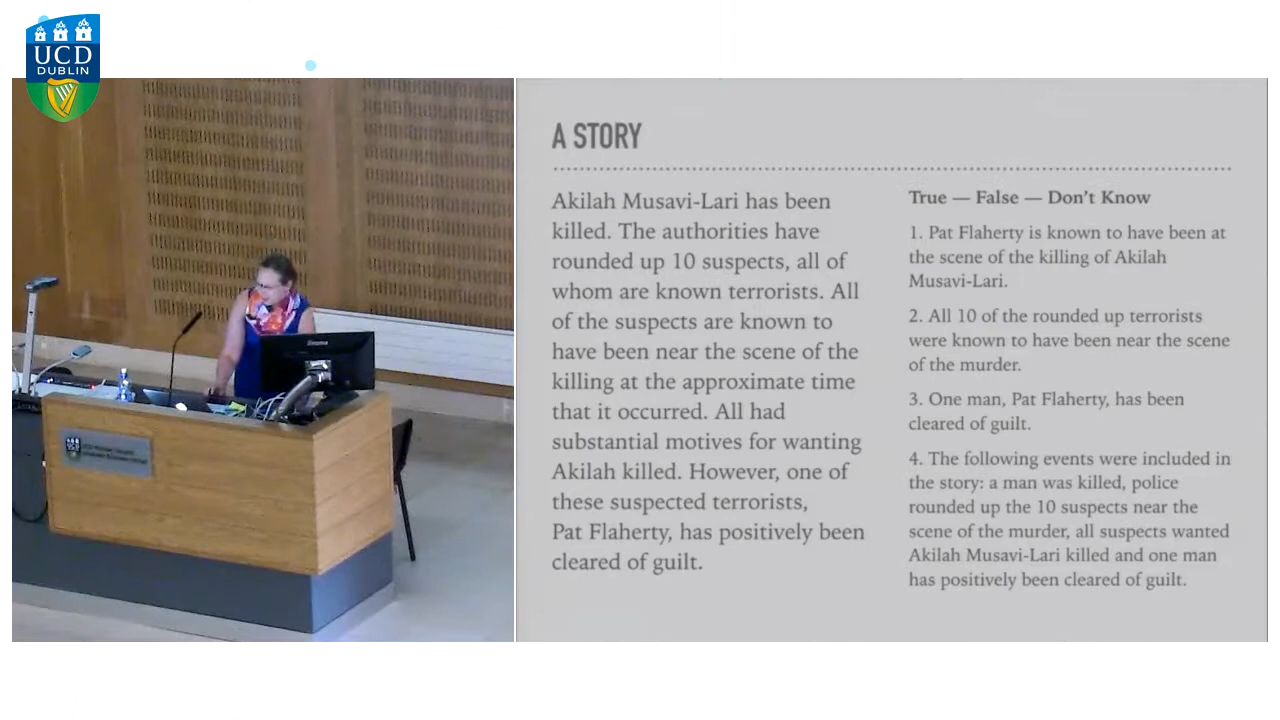 UCD
DUBLIN
A STORY
Akilah Musavi-Lari has been
killed. The authorities have
rounded up 10 suspects, all of
whom are known terrorists. All
of the suspects are known to
have been near the scene of the
killing at the approximate time
that it occurred. All had
substantial motives for wanting
Akilah killed. However, one of
these suspected terrorists,
Pat Flaherty, has positively been
cleared of guilt.
True — False — Don't Know
1. Pat Flaherty is known to have been at
the scene of the killing of Akilah
Musavi-Lari.
2. All 10 of the rounded up terrorists
were known to have been near the scene
of the murder.
3. One man, Pat Flaherty, has been
cleared of guilt.
4. The following events were included in
the story: a man was killed, police
rounded up the 10 suspects near the
scene of the murder, all suspects wanted
Akilah Musavi-Lari killed and one man
has positively been cleared of guilt.